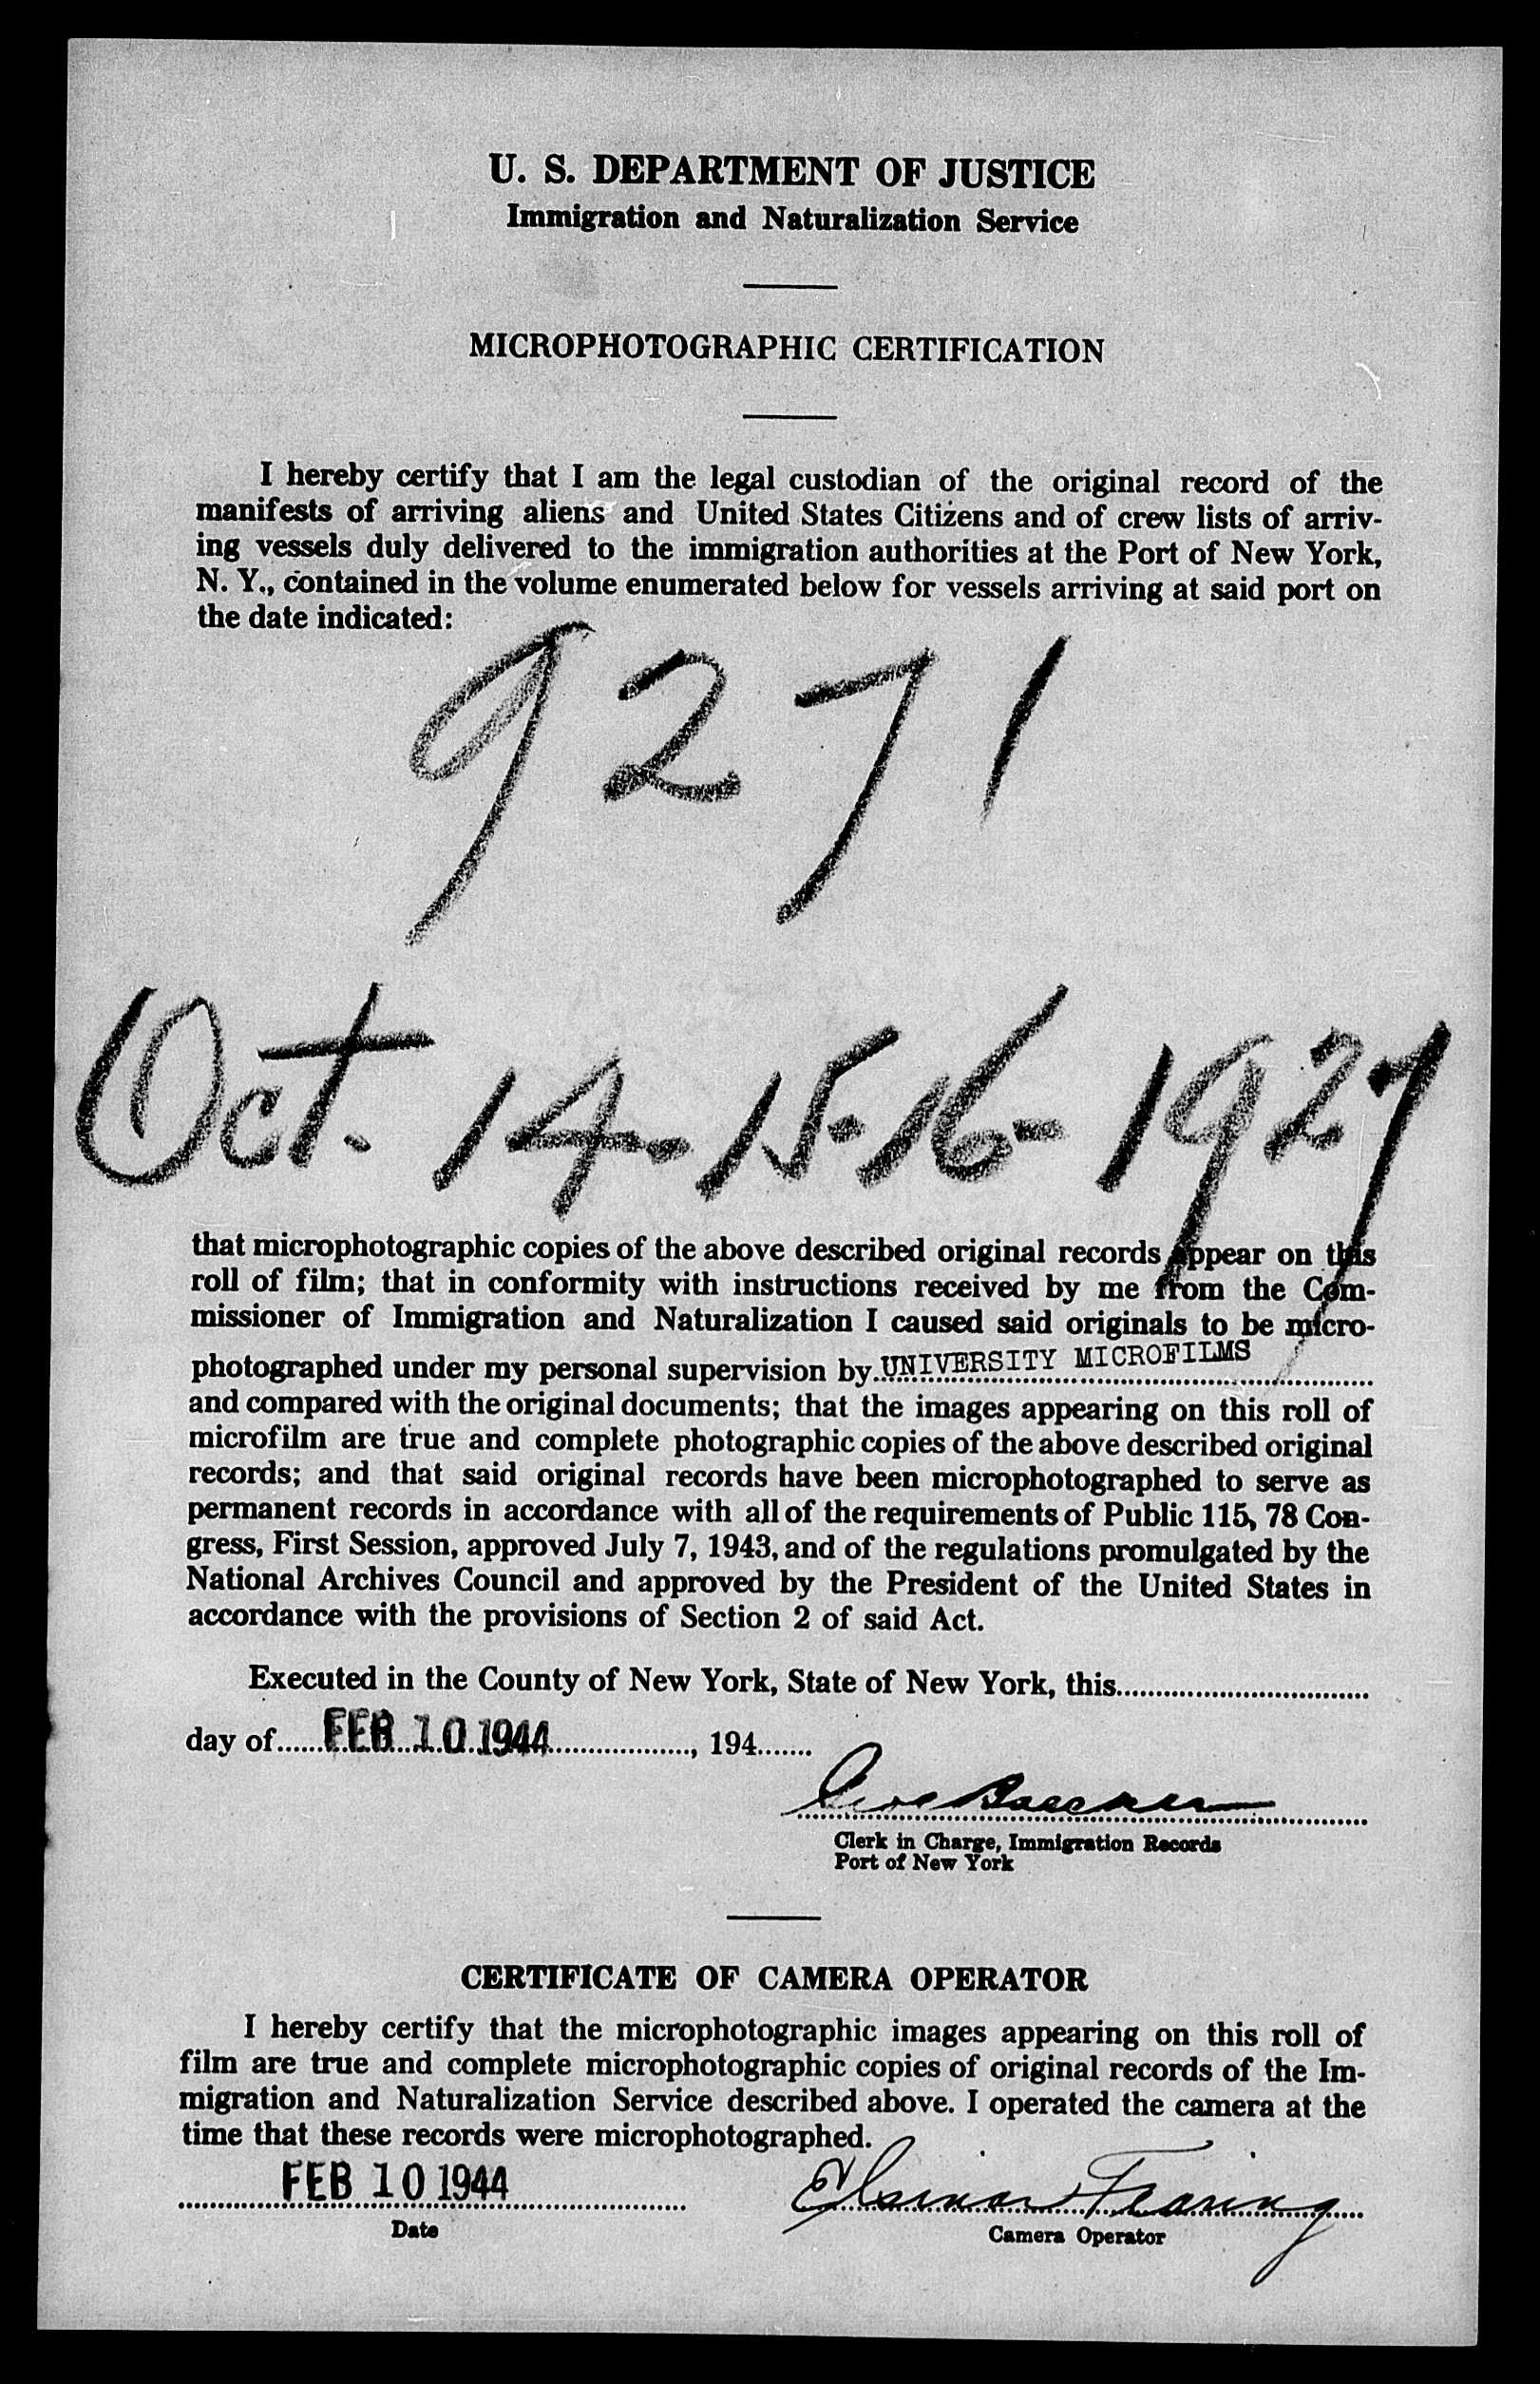 U. S. DEPARTMENT OF JUSTICE
Immigration and Naturalization Service
MICROPHOTOGRAPHIC CERTIFICATION
I hereby certify that I am the legal custodian of the original record of the
manifests of arriving aliens and United States Citizens and of crew lists of arriv-
ing vessels duly delivered to the immigration authorities at the Port of New York,
N. Y., contained in the volume enumerated below for vessels arriving at said port on
the date indicated:
9271
Oct. 14-15-16-1927
that microphotographic copies of the above described original records appear on this
roll of film; that in conformity with instructions received by me from the Com-
missioner of Immigration and Naturalization I caused said originals to be micro-
photographed under my personal supervision by UNIVERSITY MICROFILMS
and compared with the original documents; that the images appearing on this roll of
microfilm are true and complete photographic copies of the above described original
records; and that said original records have been microphotographed to serve as
permanent records in accordance with all of the requirements of Public 115, 78 Con-
gress, First Session, approved July 7, 1943, and of the regulations promulgated by the
National Archives Council and approved by the President of the United States in
accordance with the provisions of Section 2 of said Act.
Executed in the County of New York, State of New York, this
day of FEB 10 1944, 194
Clerk in Charge, Immigration Records
Port of New York
CERTIFICATE OF CAMERA OPERATOR
I hereby certify that the microphotographic images appearing on this roll of
film are true and complete microphotographic copies of original records of the Im-
migration and Naturalization Service described above. I operated the camera at the
time that these records were microphotographed.
FEB 10 1944
Date
Camera Operator